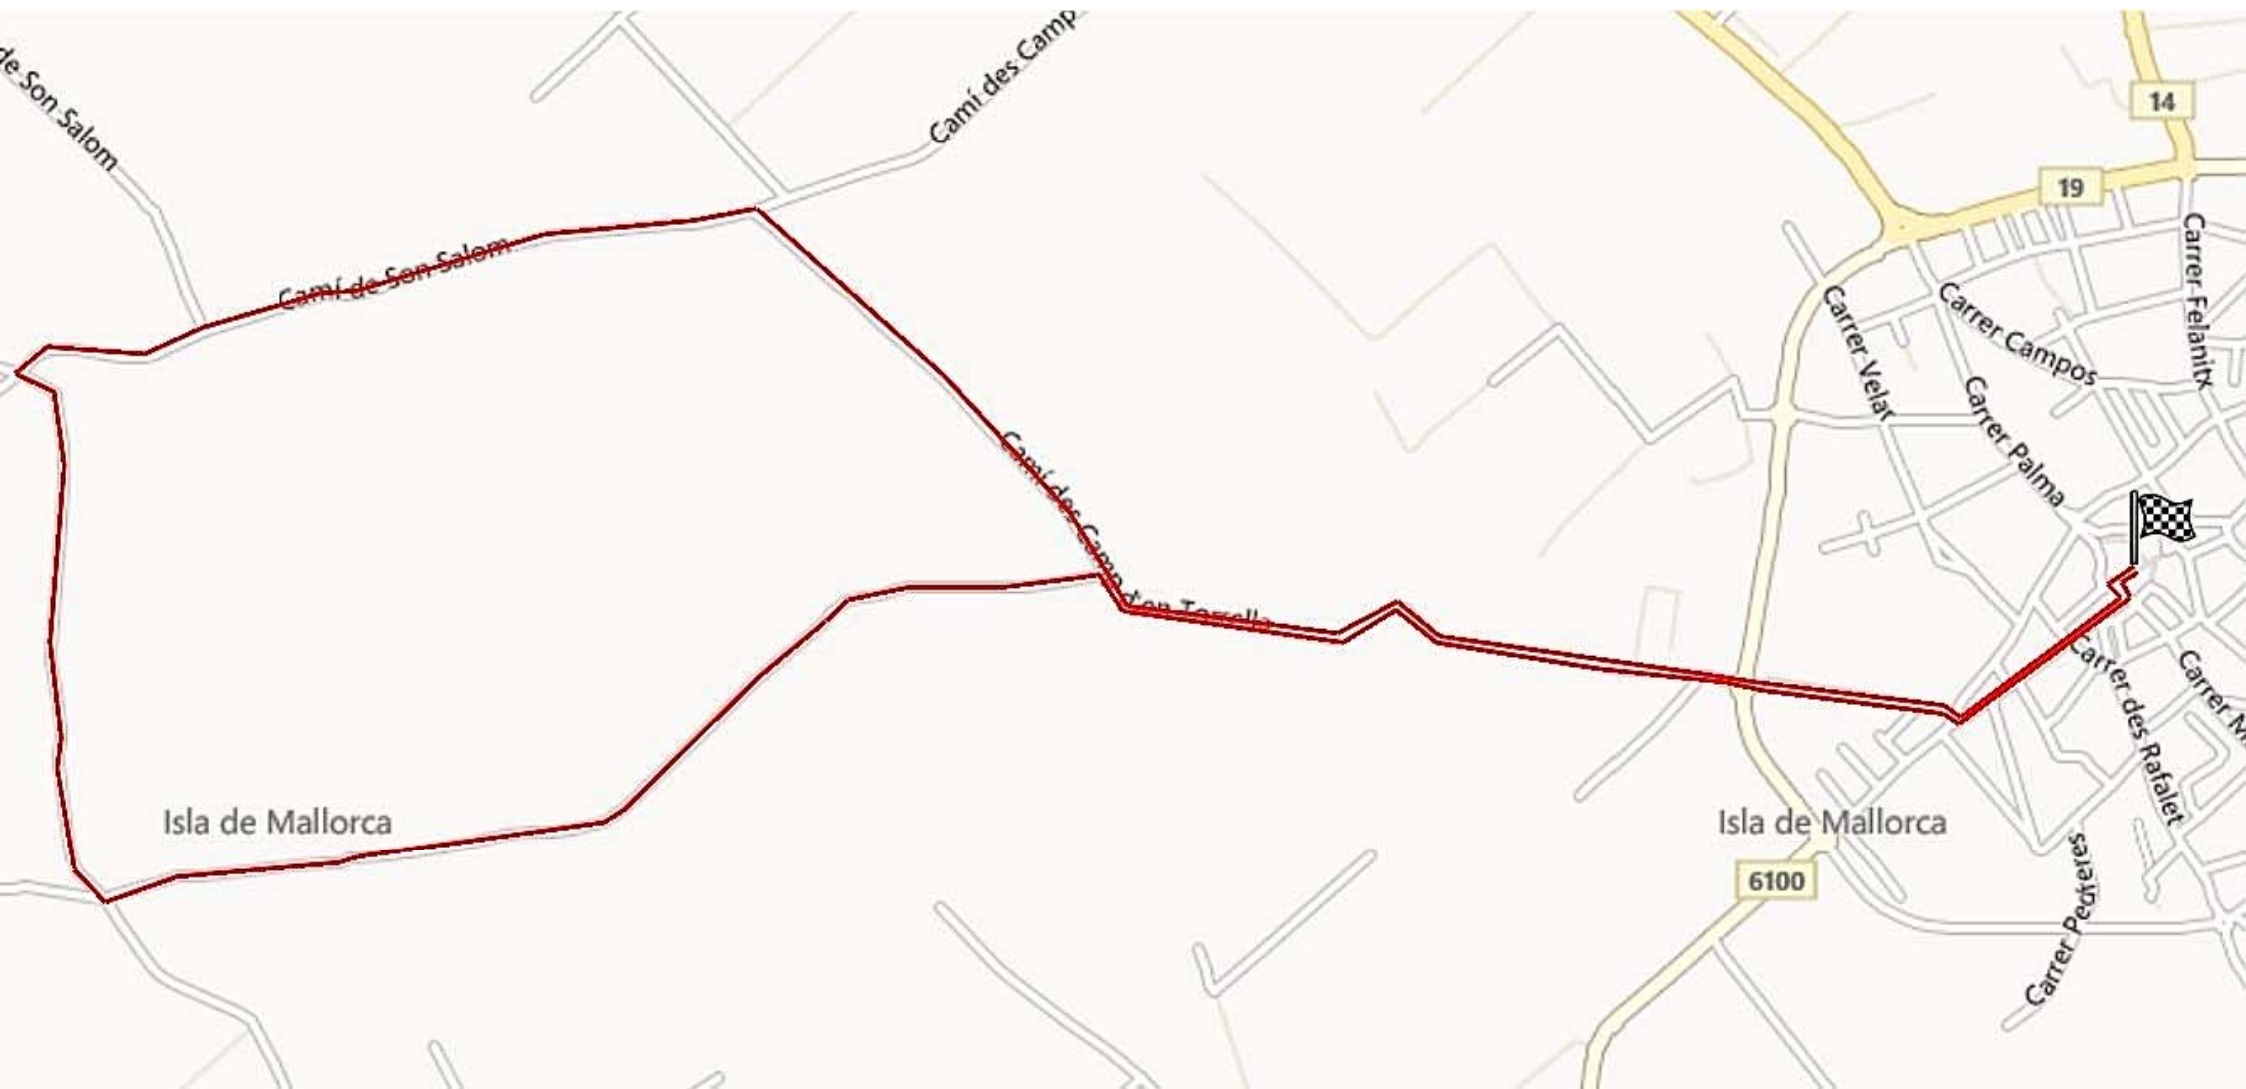 de Son Salom
Camí des Camp
14
19
Carrer Felanitx
Camí de Son Salom
Carrer Velar
Carrer Campos
Carrer Palma
Camí des Camp d'en Torrella
Carrer des Rafalet
Carrer M
Isla de Mallorca
Isla de Mallorca
6100
Carrer Pedreres